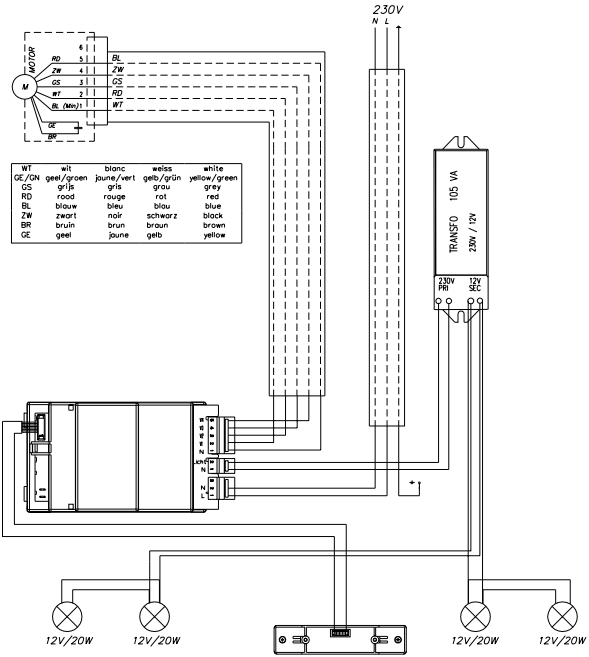 230V
N L
MOTOR
M
6
RD 5 BL
ZW 4 ZW
GS 3 GS
WT 2 RD
BL (Min) 1 WT
GE
BR
WT wit blanc weiss white
GE/GN geel/groen jaune/vert gelb/grün yellow/green
GS grijs gris grau grey
RD rood rouge rot red
BL blauw bleu blau blue
ZW zwart noir schwarz black
BR bruin brun braun brown
GE geel jaune gelb yellow
TRANSFO 105 VA
230V / 12V
230V 12V
PRI SEC
N
Licht
N
N
L
12V/20W 12V/20W 12V/20W 12V/20W